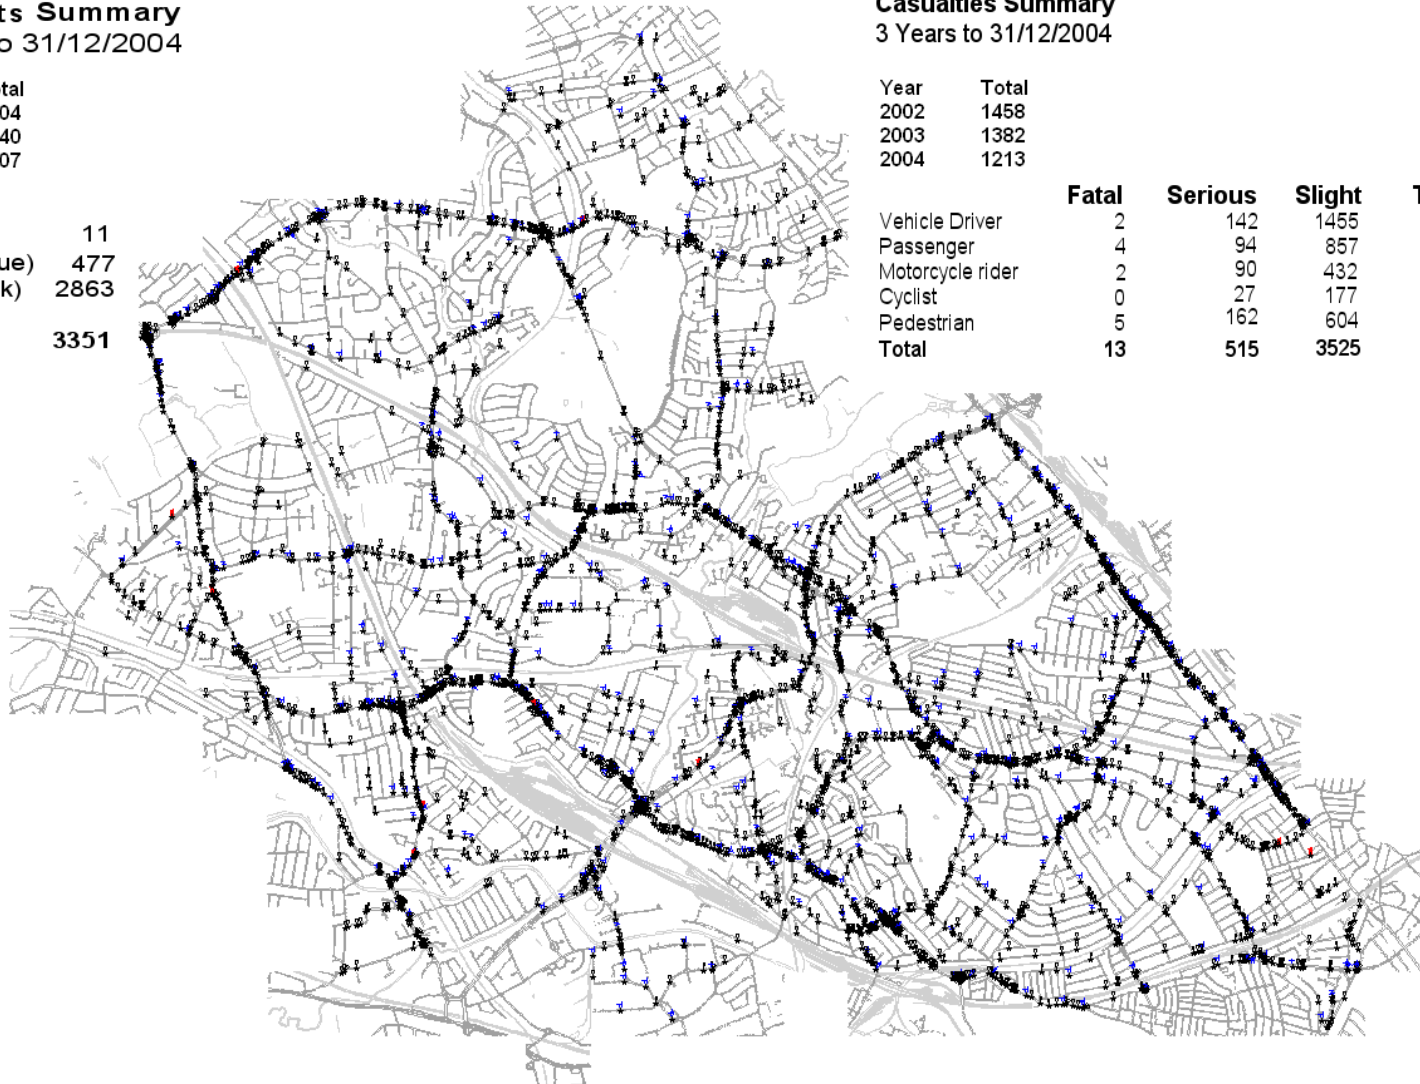 ts Summary
o 31/12/2004
tal
04
40
07
11
ue) 477
k) 2863
3351
Casualties Summary
3 Years to 31/12/2004
Year Total
2002 1458
2003 1382
2004 1213
Fatal Serious Slight T
Vehicle Driver 2 142 1455
Passenger 4 94 857
Motorcycle rider 2 90 432
Cyclist 0 27 177
Pedestrian 5 162 604
Total 13 515 3525